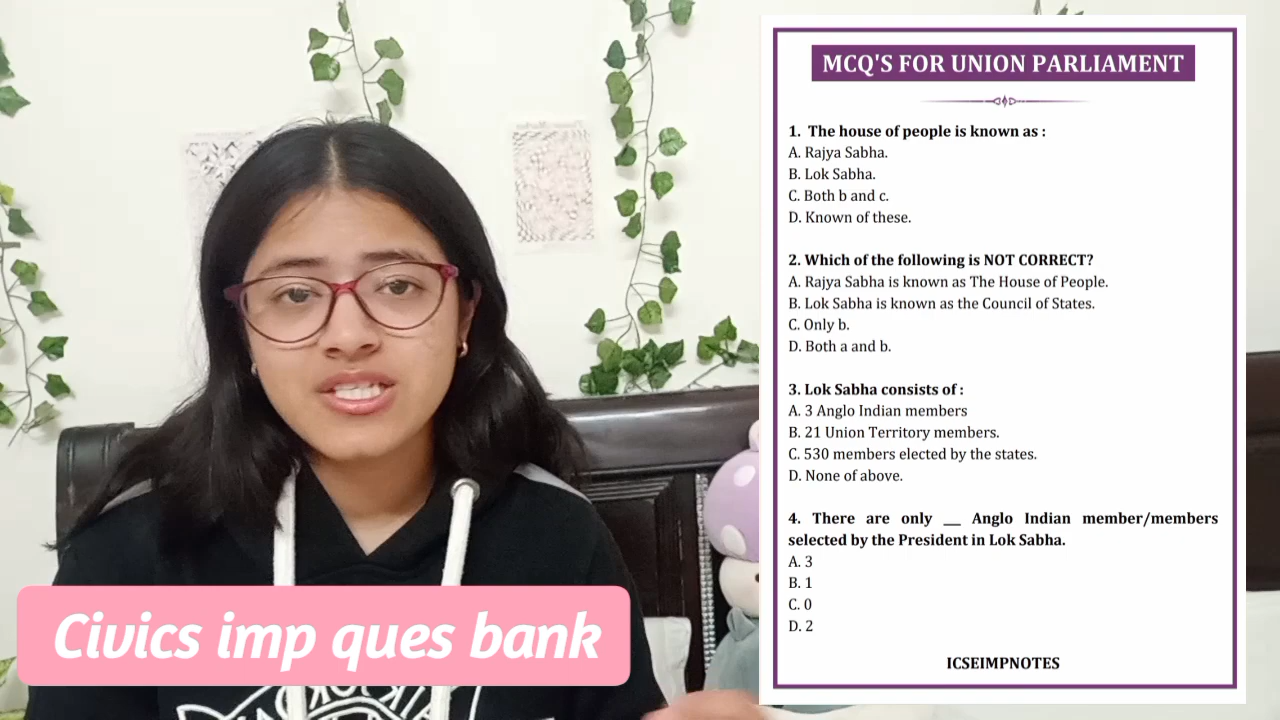 MCQ'S FOR UNION PARLIAMENT
1. The house of people is known as :
A. Rajya Sabha.
B. Lok Sabha.
C. Both b and c.
D. Known of these.
2. Which of the following is NOT CORRECT?
A. Rajya Sabha is known as The House of People.
B. Lok Sabha is known as the Council of States.
C. Only b.
D. Both a and b.
3. Lok Sabha consists of :
A. 3 Anglo Indian members
B. 21 Union Territory members.
C. 530 members elected by the states.
D. None of above.
4. There are only __ Anglo Indian member/members
selected by the President in Lok Sabha.
A. 3
B. 1
C. 0
D. 2
ICSEIMPNOTES
Civics imp ques bank